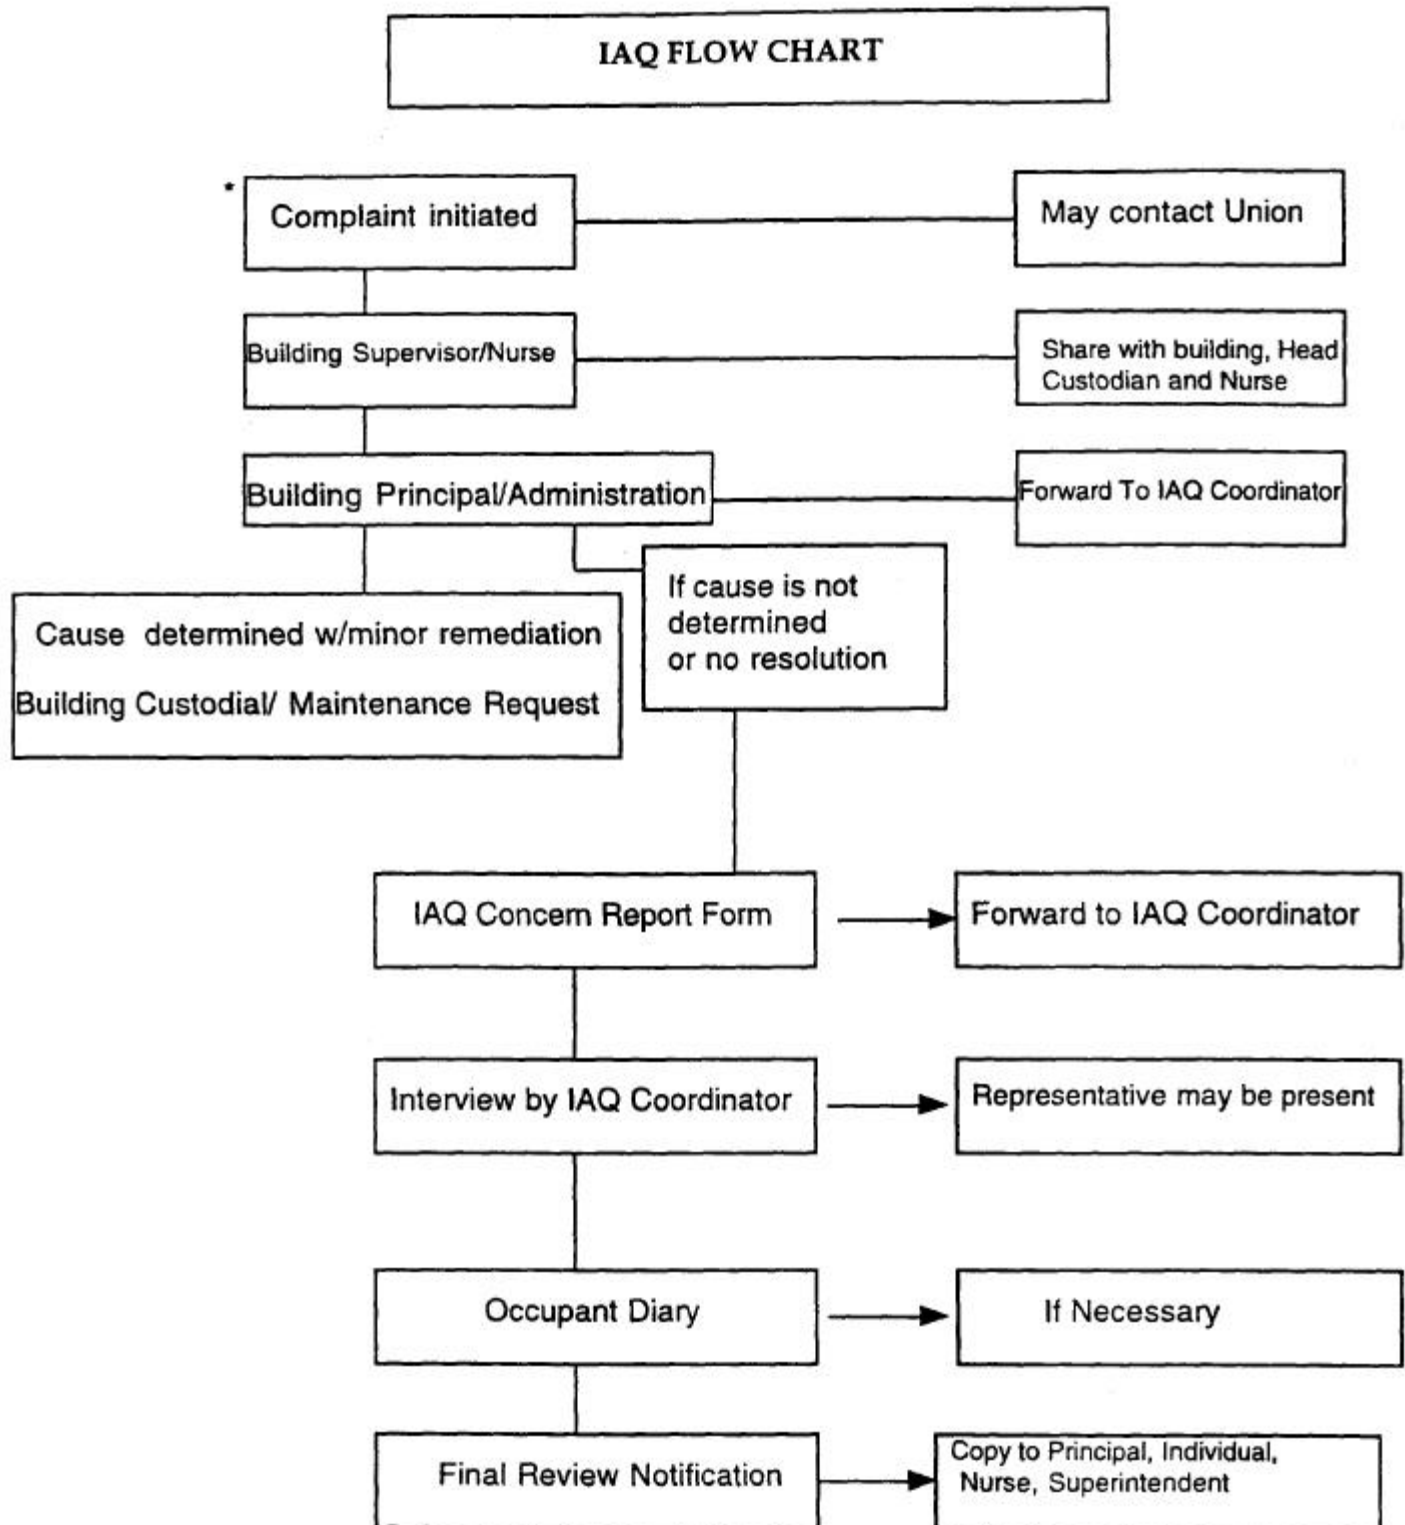 IAQ FLOW CHART
* Complaint initiated
May contact Union
Building Supervisor/Nurse
Share with building, Head
Custodian and Nurse
Building Principal/Administration
Forward To IAQ Coordinator
If cause is not
determined
or no resolution
Cause determined w/minor remediation
Building Custodial/ Maintenance Request
IAQ Concern Report Form
Forward to IAQ Coordinator
Interview by IAQ Coordinator
Representative may be present
Occupant Diary
If Necessary
Final Review Notification
Copy to Principal, Individual,
Nurse, Superintendent